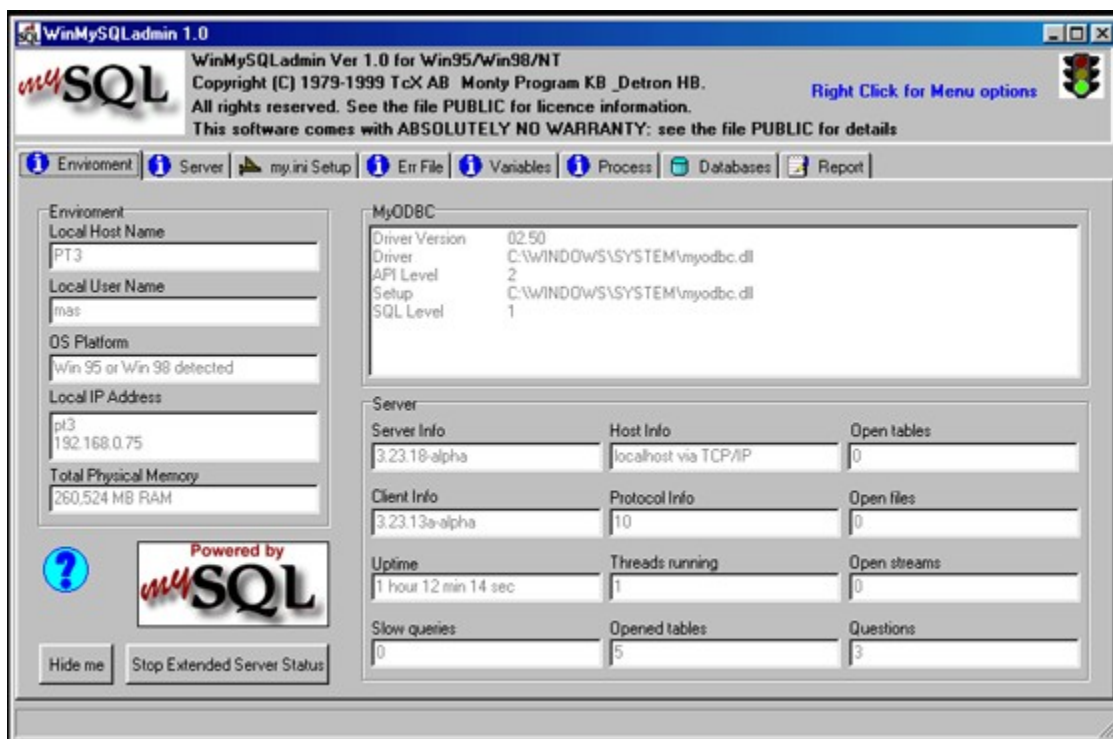 WinMySQLadmin 1.0
mySQL
WinMySQLadmin Ver 1.0 for Win95/Win98/NT
Copyright (C) 1979-1999 TcX AB Monty Program KB _Detron HB.
All rights reserved. See the file PUBLIC for licence information.
This software comes with ABSOLUTELY NO WARRANTY: see the file PUBLIC for details
Right Click for Menu options
Enviroment Server my.ini Setup Err File Variables Process Databases Report
Enviroment
Local Host Name
PT3
Local User Name
mas
OS Platform
Win 95 or Win 98 detected
Local IP Address
pt3
192.168.0.75
Total Physical Memory
260,524 MB RAM
Powered by
mySQL
Hide me
Stop Extended Server Status
MyODBC
Driver Version 02.50
Driver C:\WINDOWS\SYSTEM\myodbc.dll
API Level 2
Setup C:\WINDOWS\SYSTEM\myodbc.dll
SQL Level 1
Server
Server Info Host Info Open tables
3.23.18-alpha localhost via TCP/IP 0
Client Info Protocol Info Open files
3.23.13a-alpha 10 0
Uptime Threads running Open streams
1 hour 12 min 14 sec 1 0
Slow queries Opened tables Questions
0 5 3